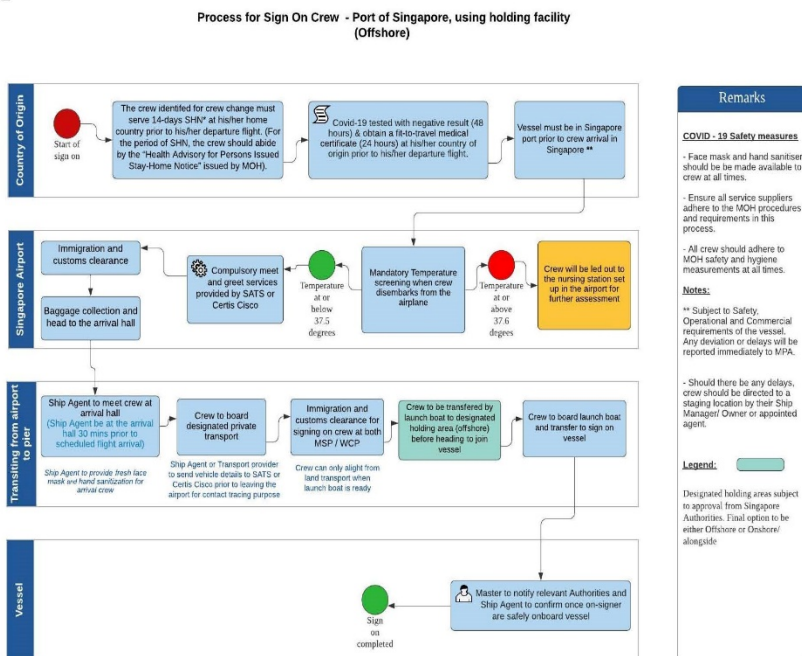 Process for Sign On Crew - Port of Singapore, using holding facility
(Offshore)
Country of Origin
Start of
sign on
The crew identifed for crew change must
serve 14-days SHN* at his/her home
country prior to his/her departure flight. (For
the period of SHN, the crew should abide
by the "Health Advisory for Persons Issued
Stay-Home Notice" issued by MOH).
Covid-19 tested with negative result (48
hours) & obtain a fit-to-travel medical
certificate (24 hours) at his/her country of
origin prior to his/her departure flight.
Vessel must be in Singapore
port prior to crew arrival in
Singapore **
Singapore Airport
Immigration and
customs clearance
Baggage collection and
head to the arrival hall
Compulsory meet
and greet services
provided by SATS or
Certis Cisco
Temperature
at or
below
37.5
degrees
Mandatory Temperature
screening when crew
disembarks from the
airplane
Temperature
at or
above
37.6
degees
Crew will be led out to
the nursing station set
up in the airport for
further assessment
Transiting from airport
to pier
Ship Agent to meet crew at
arrival hall
(Ship Agent be at the arrival
hall 30 mins prior to
scheduled flight arrival)
Ship Agent to provide fresh face
mask and hand sanitization for
arrival crew
Crew to board
designated private
transport
Ship Agent or Transport provider
to send vehicle details to SATS or
Certis Cisco prior to leaving the
airport for contact tracing purpose
Immigration and
customs clearance for
signing on crew at both
MSP / WCP
Crew can only alight from
land transport when
launch boat is ready
Crew to be transfered by
launch boat to designated
holding area (offshore)
before heading to join
vessel
Crew to board launch boat
and transfer to sign on
vessel
Vessel
Sign
on
completed
Master to notify relevant Authorities and
Ship Agent to confirm once on-signer
are safely onboard vessel
Remarks
COVID - 19 Safety measures
- Face mask and hand sanitiser
should be be made available to
crew at all times.
- Ensure all service suppliers
adhere to the MOH procedures
and requirements in this
process.
- All crew should adhere to
MOH safety and hygiene
measurements at all times.
Notes:
** Subject to Safety,
Operational and Commercial
requirements of the vessel.
Any deviation or delays will be
reported immediately to MPA.
- Should there be any delays,
crew should be directed to a
staging location by their Ship
Manager/ Owner or appointed
agent.
Legend:
Designated holding areas subject
to approval from Singapore
Authorities. Final option to be
either Offshore or Onshore/
alongside